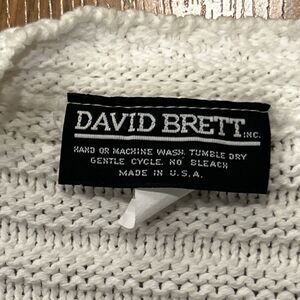 DAVID BRETT INC.
HAND OR MACHINE WASH. TUMBLE DRY
GENTLE CYCLE. NO BLEACH
MADE IN U.S.A.